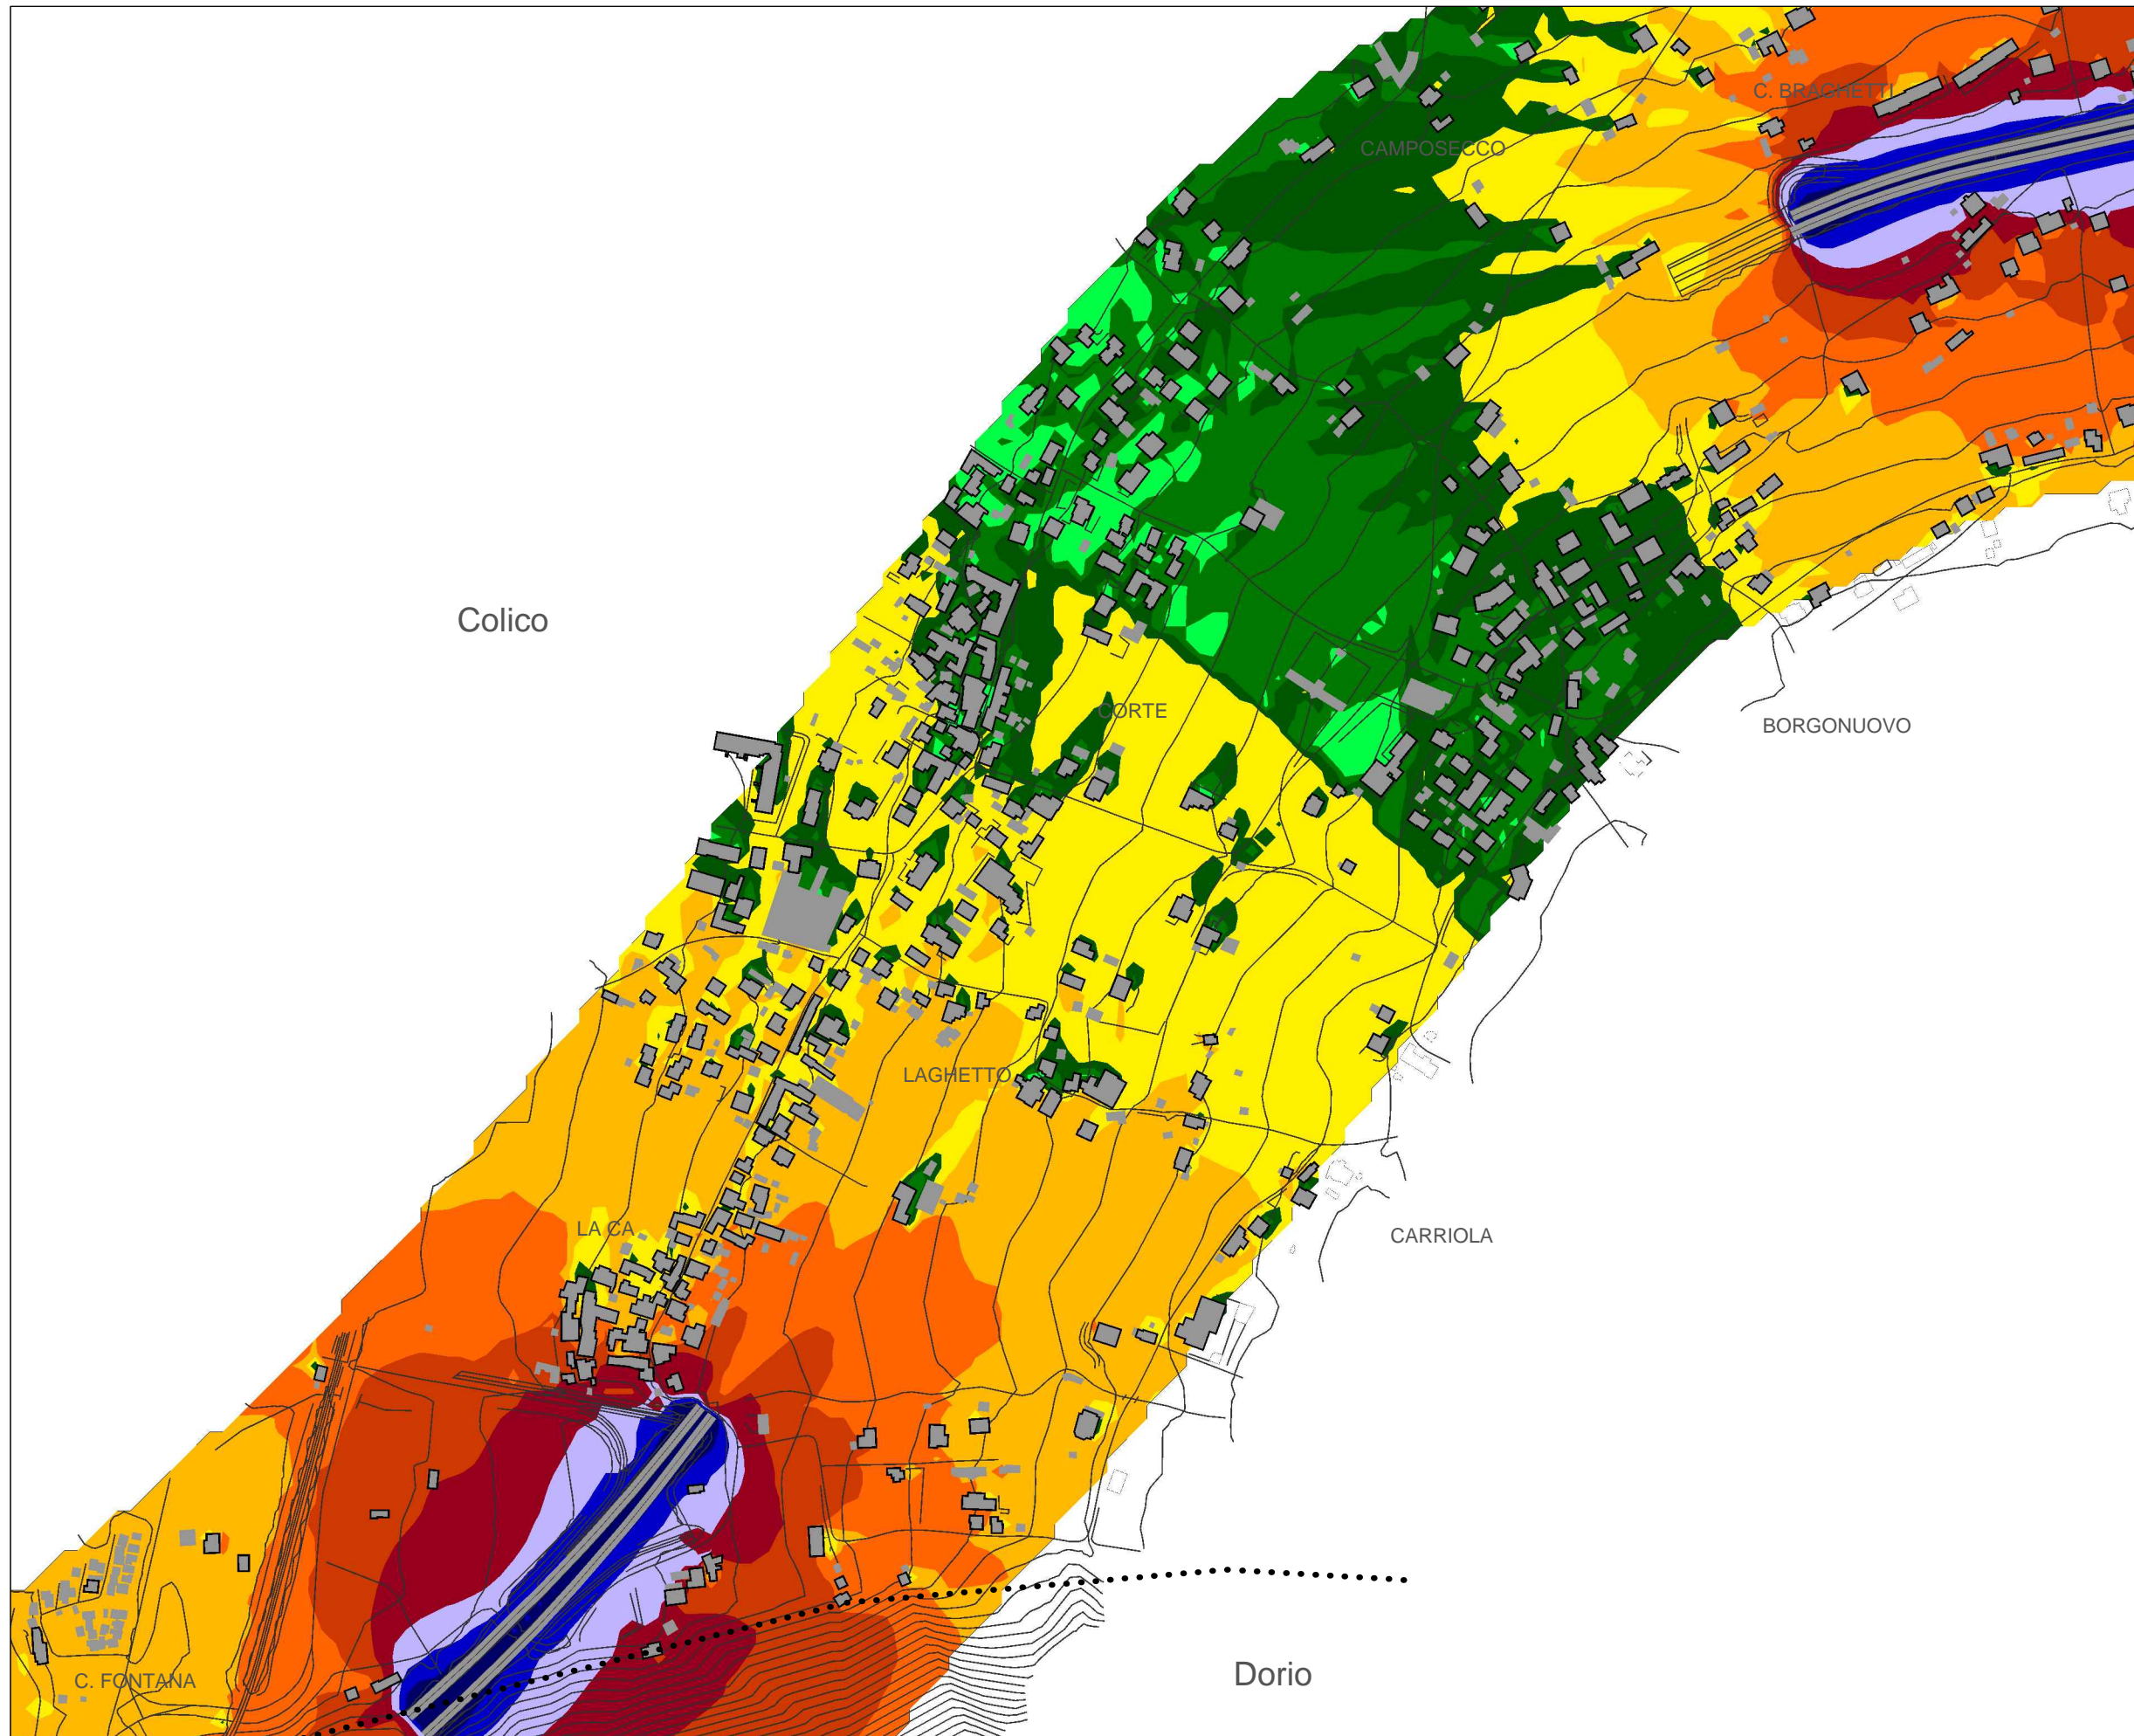 C. BRAGHETTI
CAMPOSECCO
Colico
CORTE
BORGONUOVO
LAGHETTO
LA CA
CARRIOLA
Dorio
C. FONTANA